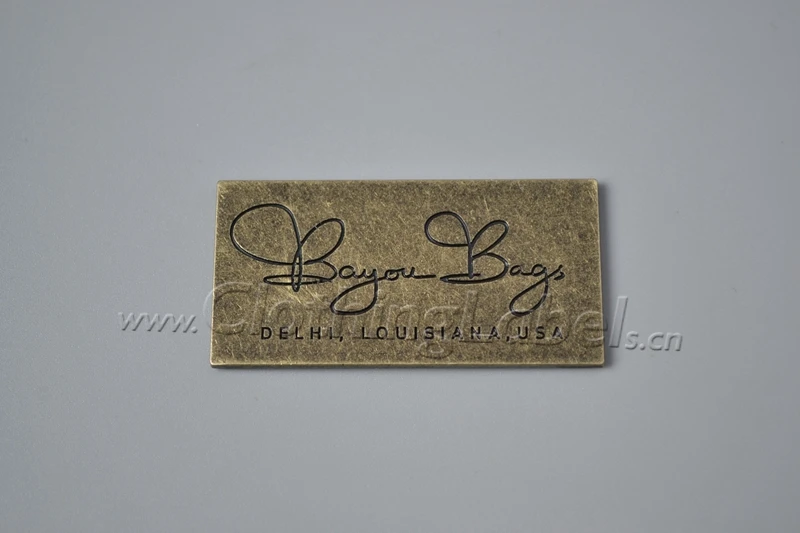 Bayou Bags
www.ClothingLabels.cn
DELHI, LOUISIANA, USA